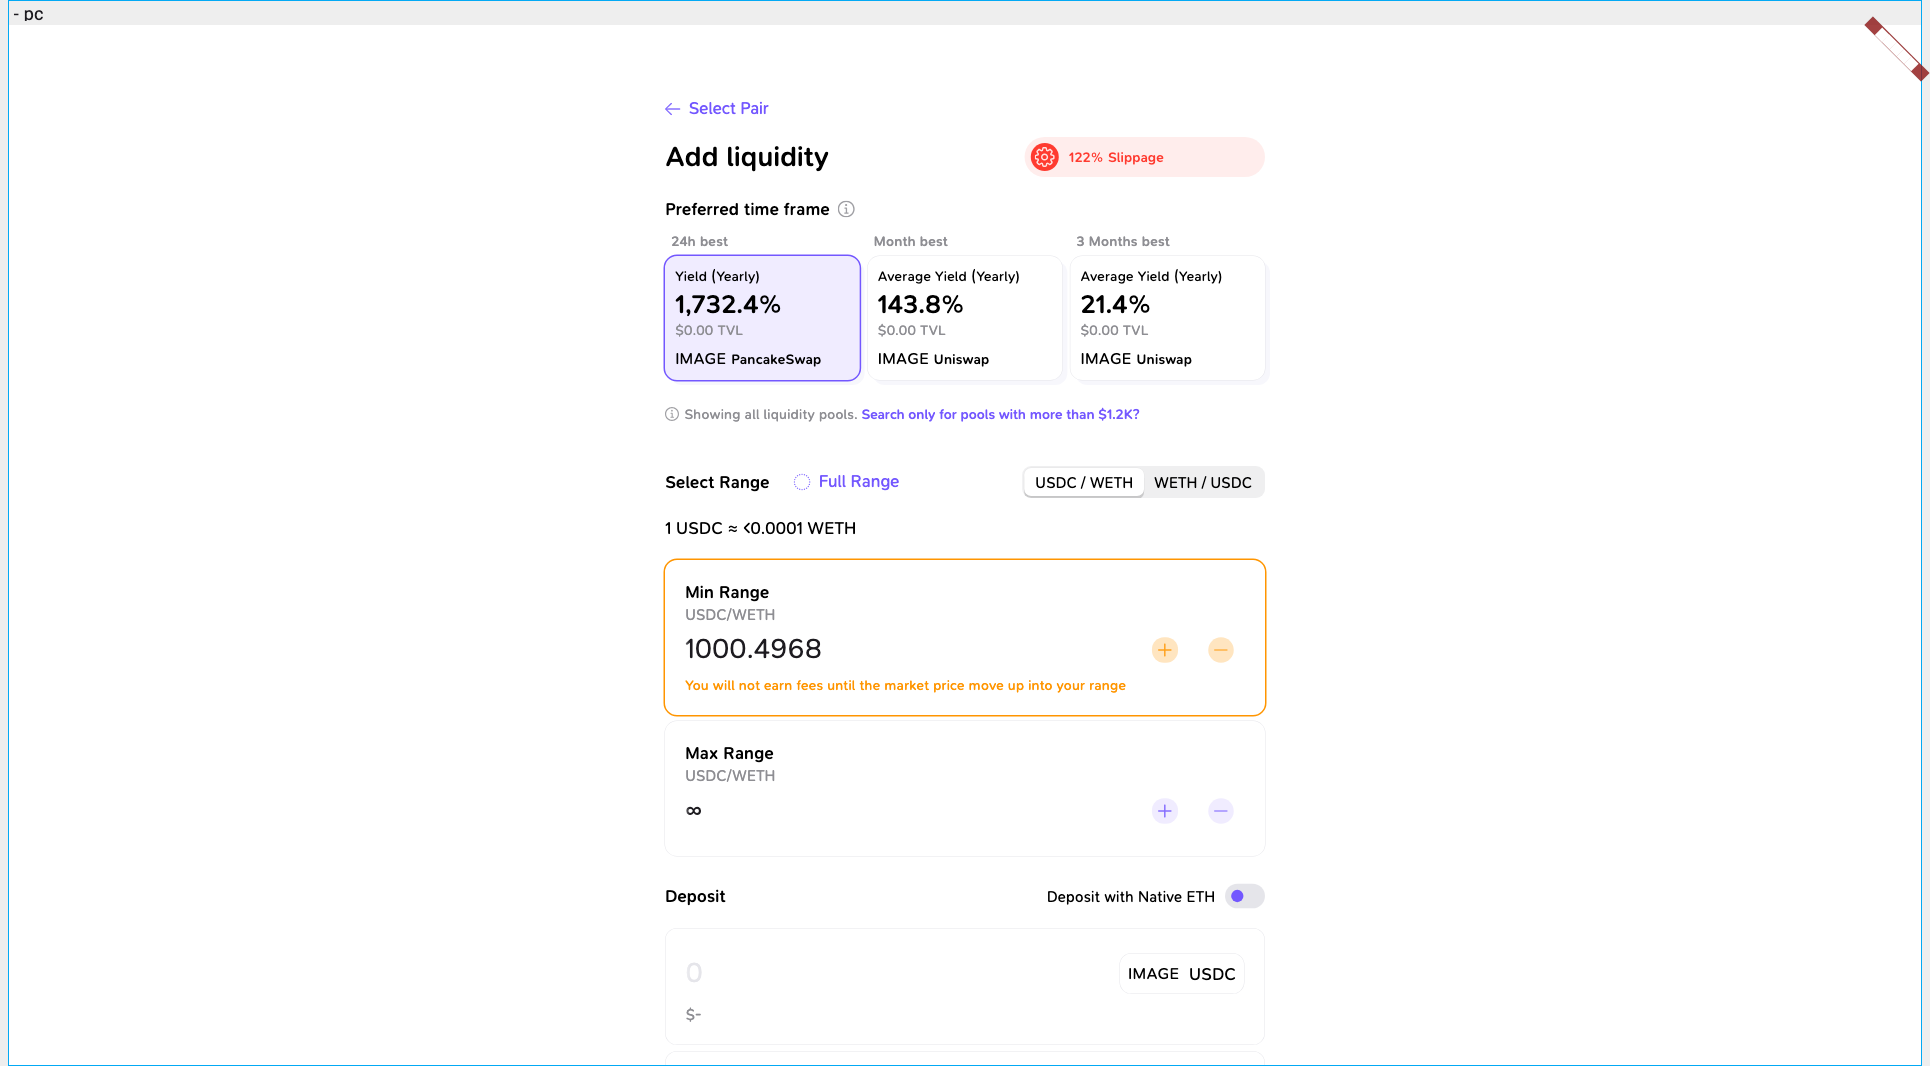 - pc
Select Pair
Add liquidity
122% Slippage
Preferred time frame
24h best
Yield (Yearly)
1,732.4%
$0.00 TVL
IMAGE PancakeSwap
Month best
Average Yield (Yearly)
143.8%
$0.00 TVL
IMAGE Uniswap
3 Months best
Average Yield (Yearly)
21.4%
$0.00 TVL
IMAGE Uniswap
Showing all liquidity pools. Search only for pools with more than $1.2K?
Select Range
Full Range
USDC / WETH
WETH / USDC
1 USDC ≈ <0.0001 WETH
Min Range
USDC/WETH
1000.4968
You will not earn fees until the market price move up into your range
Max Range
USDC/WETH
∞
Deposit
Deposit with Native ETH
0
IMAGE USDC
$-